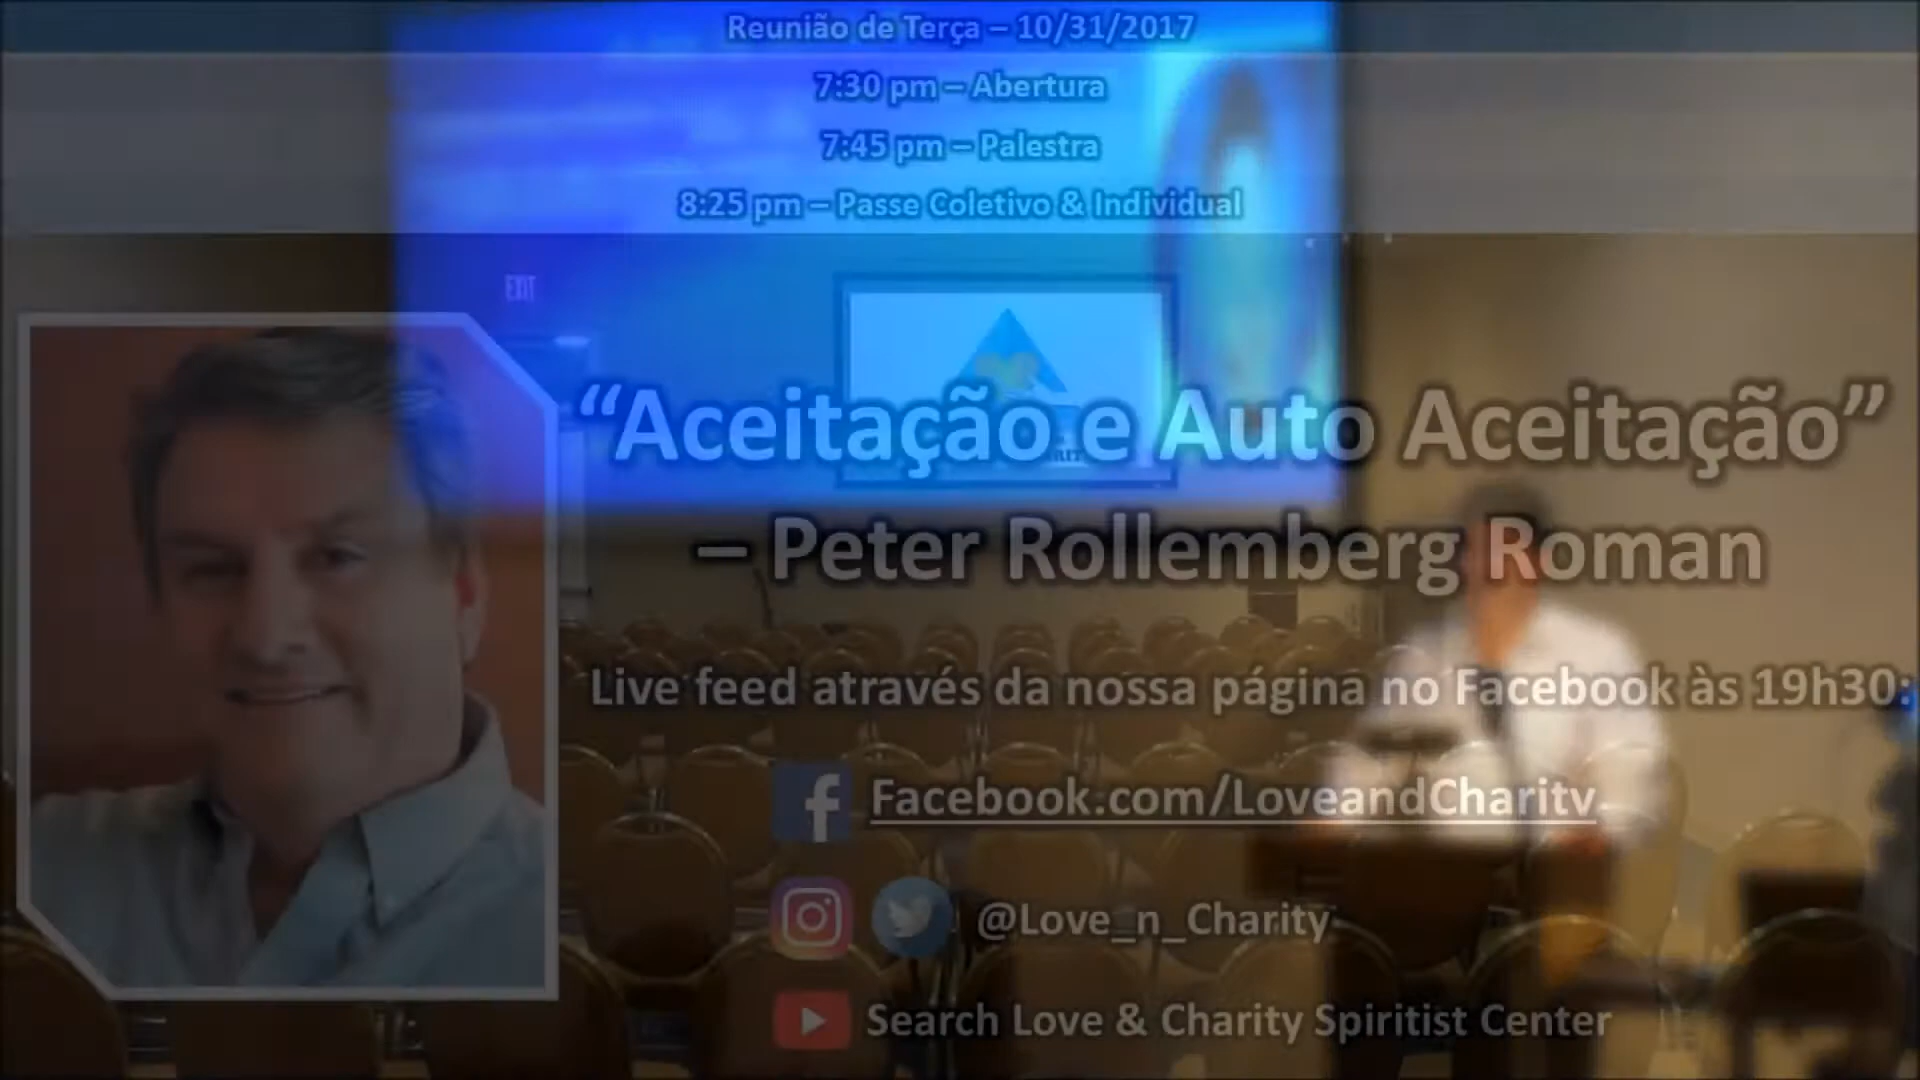 Reunião de Terça – 10/31/2017
7:30 pm – Abertura
7:45 pm – Palestra
8:25 pm – Passe Coletivo & Individual
EXIT
“Aceitação e Auto Aceitação”
– Peter Rollemberg Roman
Live feed através da nossa página no Facebook às 19h30:
Facebook.com/LoveandCharity
@Love_n_Charity
Search Love & Charity Spiritist Center